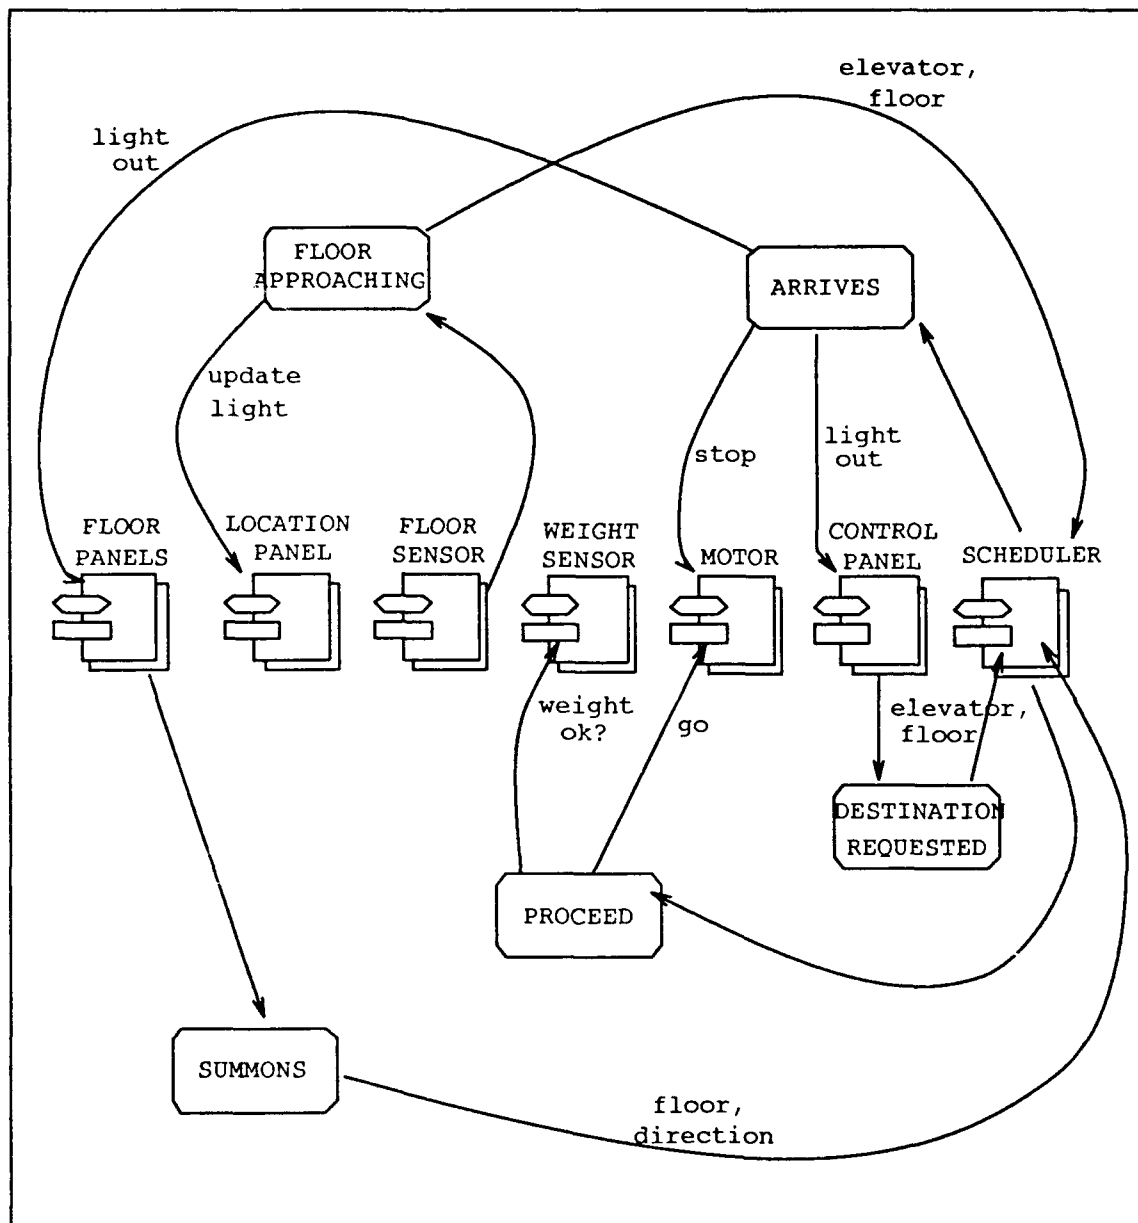 elevator,
floor
light
out
FLOOR
APPROACHING
ARRIVES
update
light
stop
light
out
FLOOR
PANELS
LOCATION
PANEL
FLOOR
SENSOR
WEIGHT
SENSOR
MOTOR
CONTROL
PANEL
SCHEDULER
weight
ok?
go
elevator,
floor
DESTINATION
REQUESTED
PROCEED
SUMMONS
floor,
direction